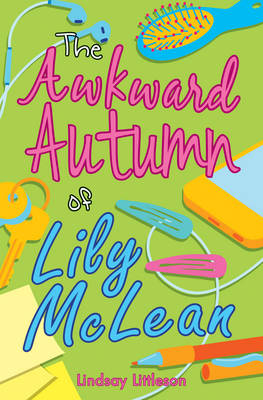 The
Awkward
Autumn
of
Lily
McLean
Lindsay Littleson